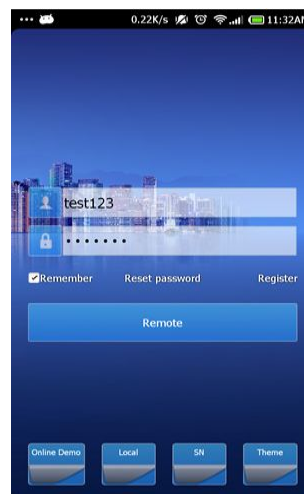 0.22K/s 11:32AM
test123
•••••••
Remember Reset password Register
Remote
Online Demo Local SN Theme